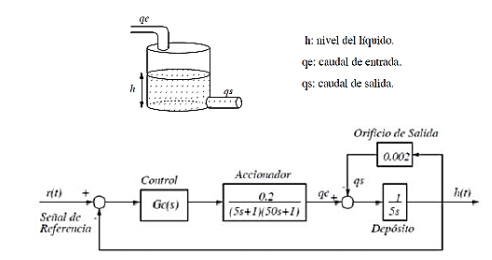 qe
h: nivel del líquido.
qe: caudal de entrada.
qs: caudal de salida.
h
qs
Orificio de Salida
0.002
Control
Accionador
r(t)
+
Gc(s)
0.2
(5s+1)(50s+1)
qe
+
-
qs
1
5s
h(t)
Señal de
Referencia
-
Depósito